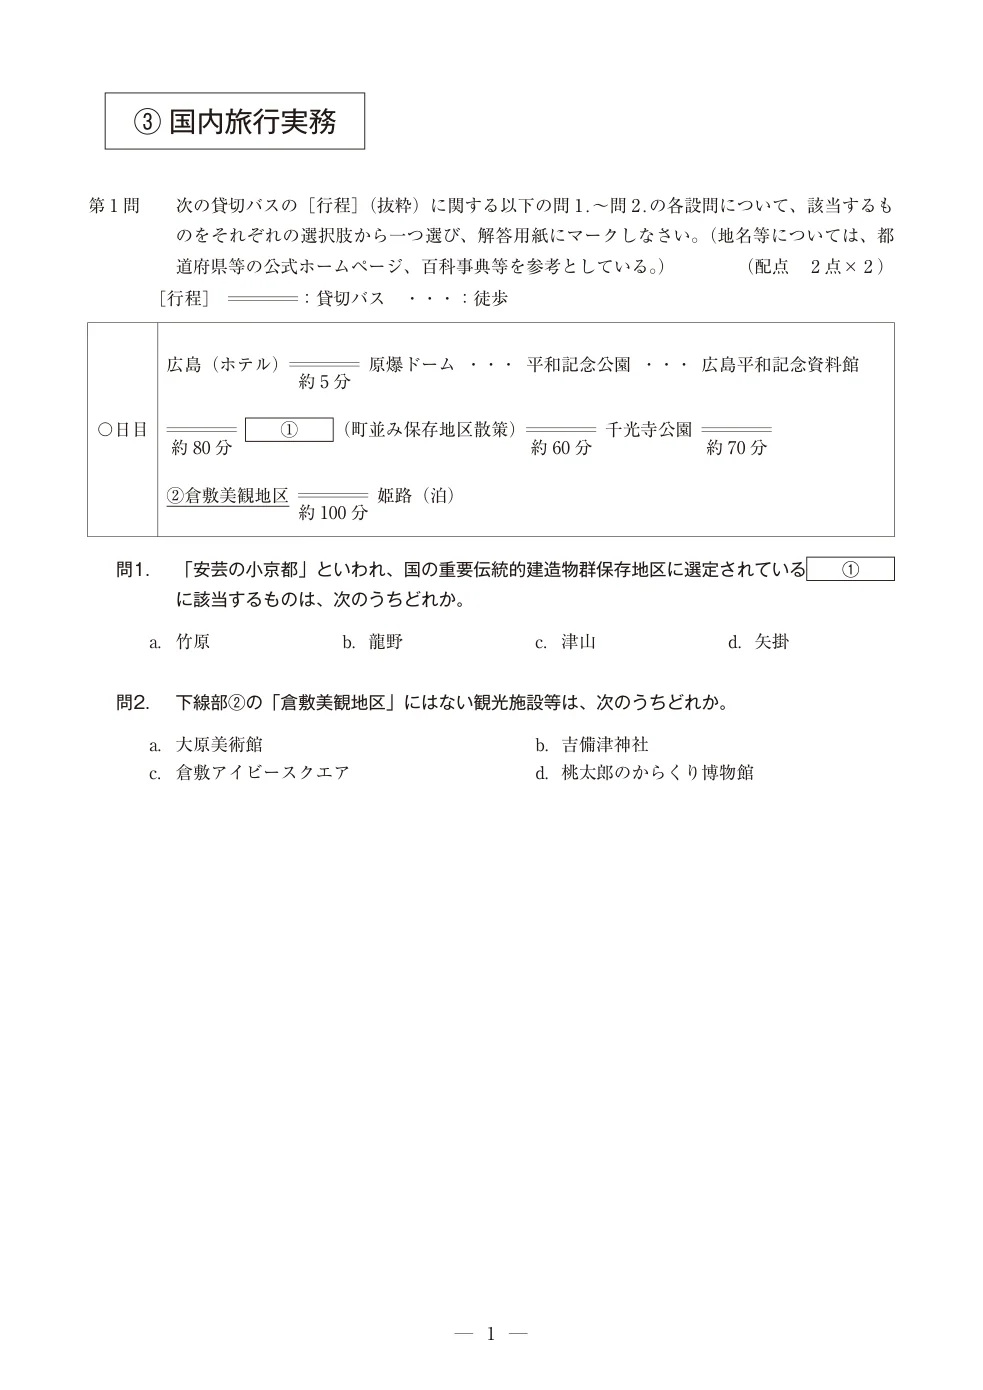 ③ 国内旅行実務
第1問　次の貸切バスの［行程］（抜粋）に関する以下の問１.～問２.の各設問について、該当するも
のをそれぞれの選択肢から一つ選び、解答用紙にマークしなさい。（地名等については、都
道府県等の公式ホームページ、百科事典等を参考としている。）　（配点　２点×２）
［行程］　═════：貸切バス　・・・：徒歩
広島（ホテル）═════ 原爆ドーム ・・・ 平和記念公園 ・・・ 広島平和記念資料館
約５分
○日目 ═════ ① （町並み保存地区散策）═════ 千光寺公園 ═════
約 80 分　約 60 分　約 70 分
②倉敷美観地区 ═════ 姫路（泊）
約 100 分
問1.　「安芸の小京都」といわれ、国の重要伝統的建造物群保存地区に選定されている ①
に該当するものは、次のうちどれか。
a. 竹原　b. 龍野　c. 津山　d. 矢掛
問2.　下線部②の「倉敷美観地区」にはない観光施設等は、次のうちどれか。
a. 大原美術館　b. 吉備津神社
c. 倉敷アイビースクエア　d. 桃太郎のからくり博物館
― 1 ―